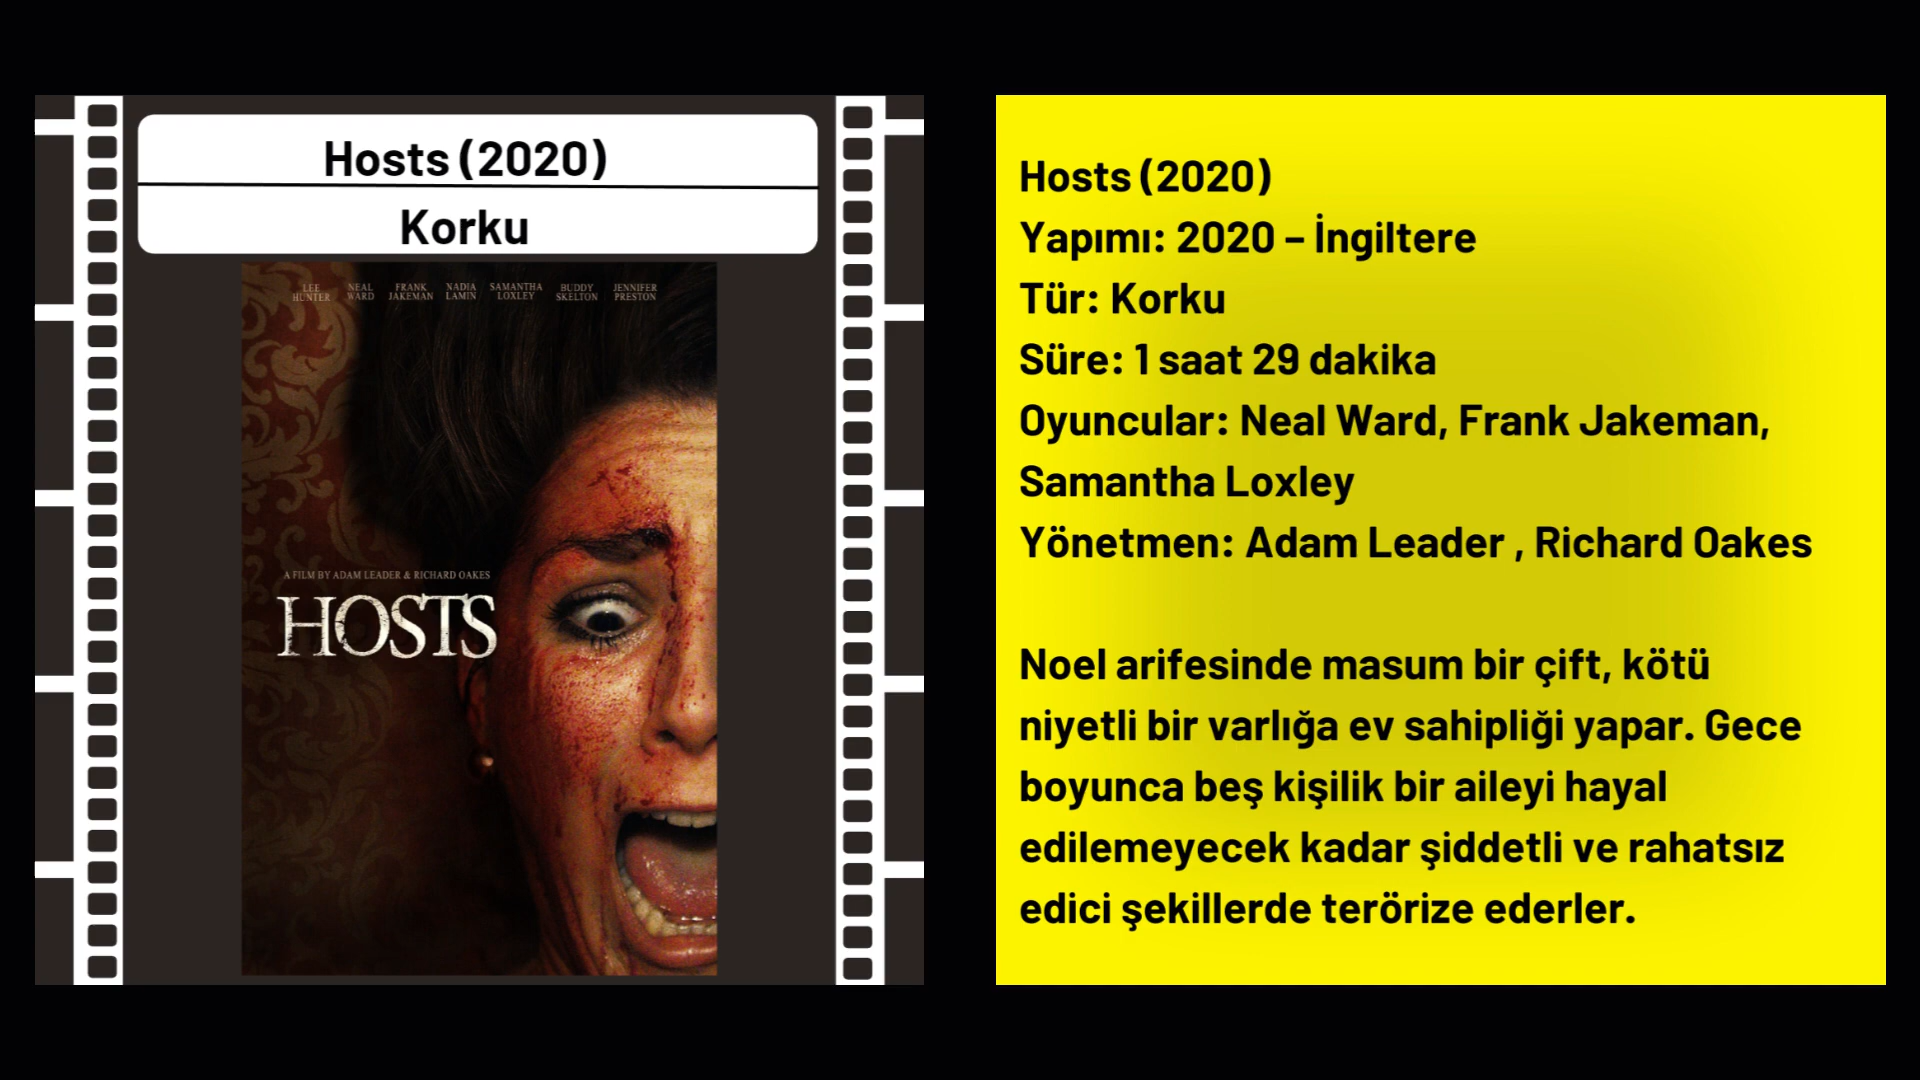 Hosts (2020)
Korku
LEE HUNTER NEAL WARD FRANK JAKEMAN NADIA LAMIN SAMANTHA LOXLEY BUDDY SKELTON JENNIFER PRESTON
A FILM BY ADAM LEADER & RICHARD OAKES
HOSTS
Hosts (2020)
Yapımı: 2020 – İngiltere
Tür: Korku
Süre: 1 saat 29 dakika
Oyuncular: Neal Ward, Frank Jakeman,
Samantha Loxley
Yönetmen: Adam Leader , Richard Oakes
Noel arifesinde masum bir çift, kötü
niyetli bir varlığa ev sahipliği yapar. Gece
boyunca beş kişilik bir aileyi hayal
edilemeyecek kadar şiddetli ve rahatsız
edici şekillerde terörize ederler.